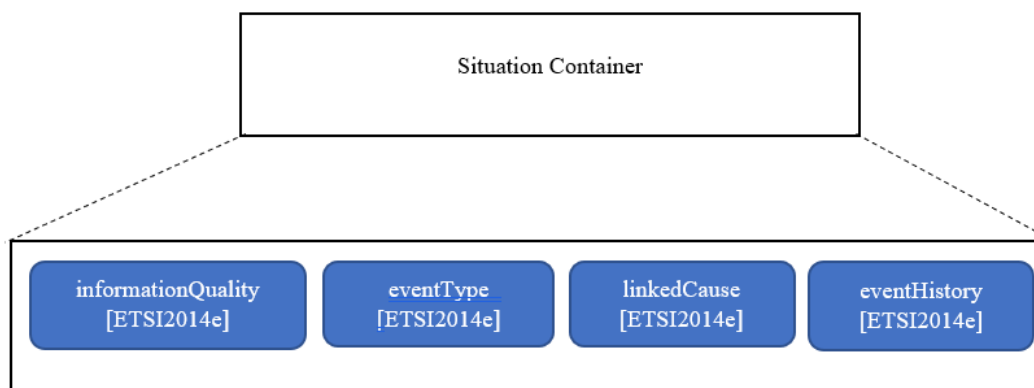 Situation Container
informationQuality
[ETSI2014e]
eventType
[ETSI2014e]
linkedCause
[ETSI2014e]
eventHistory
[ETSI2014e]